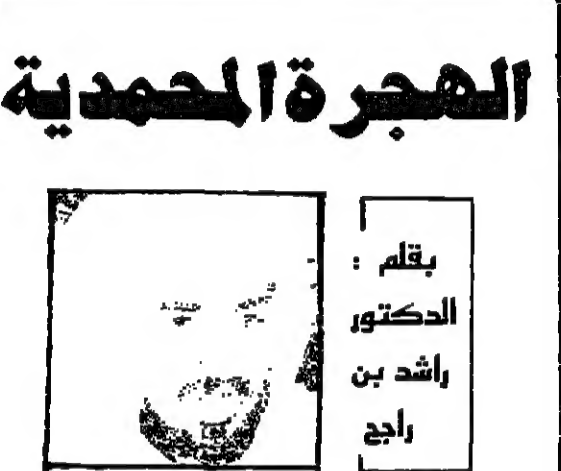 الهجرة المحمدية
بقلم :
الدكتور
راشد بن
راجح